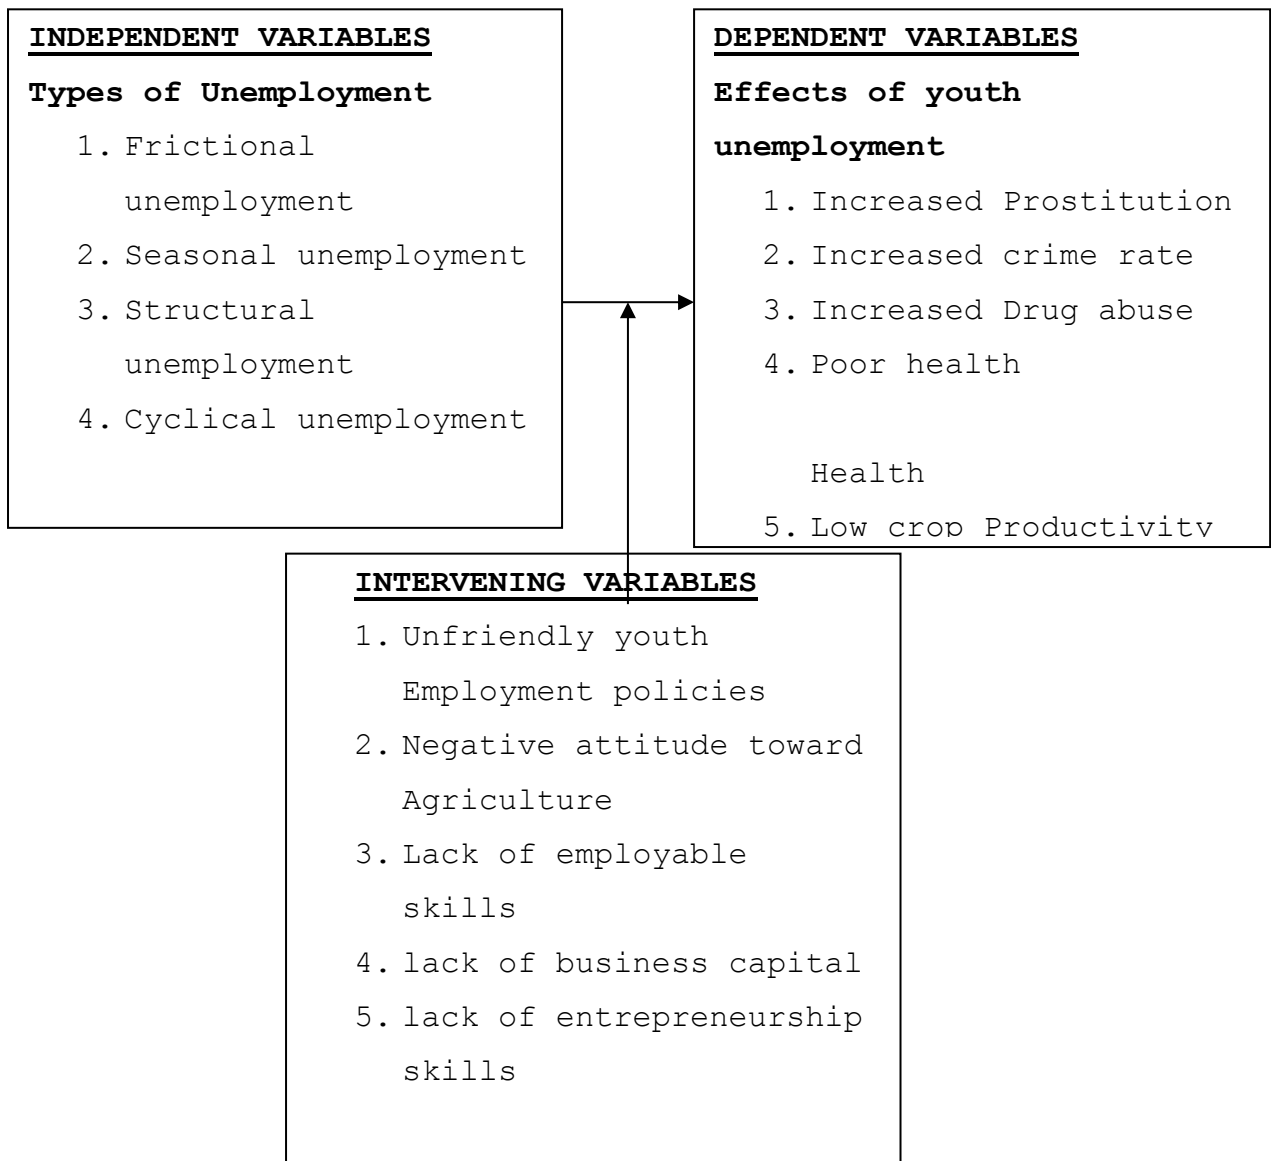 INDEPENDENT VARIABLES
Types of Unemployment
1. Frictional
unemployment
2. Seasonal unemployment
3. Structural
unemployment
4. Cyclical unemployment
DEPENDENT VARIABLES
Effects of youth
unemployment
1. Increased Prostitution
2. Increased crime rate
3. Increased Drug abuse
4. Poor health
Health
5. Low crop Productivity
INTERVENING VARIABLES
1. Unfriendly youth
Employment policies
2. Negative attitude toward
Agriculture
3. Lack of employable
skills
4. lack of business capital
5. lack of entrepreneurship
skills